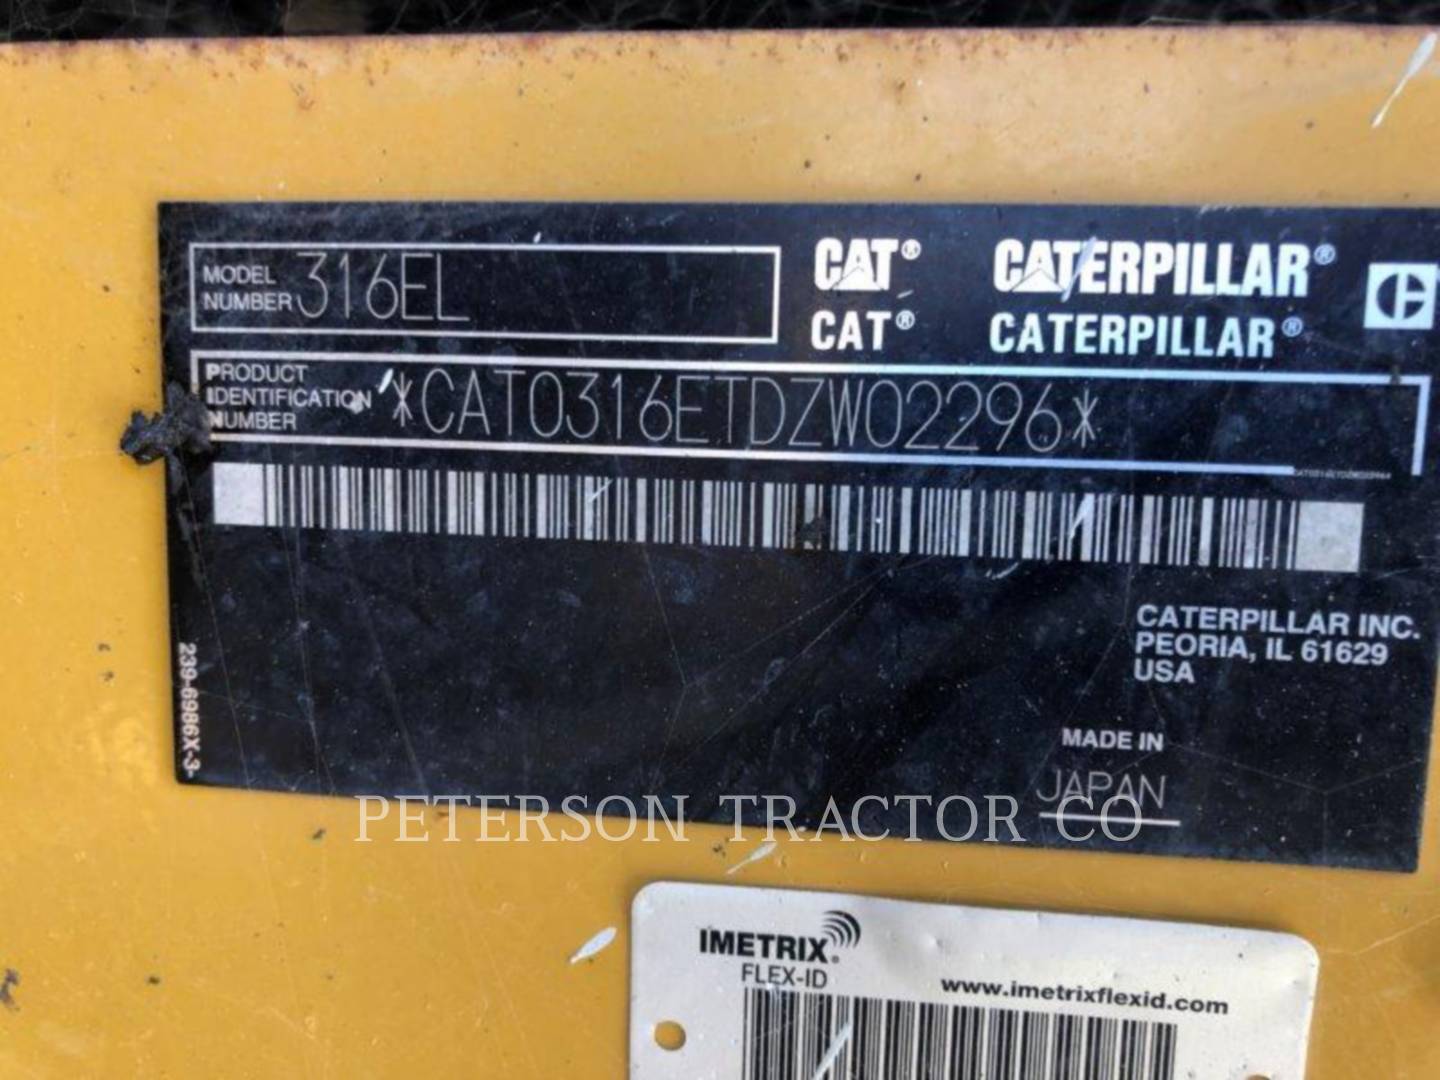 MODEL NUMBER 316EL
CAT® CATERPILLAR®
CAT® CATERPILLAR®
PRODUCT IDENTIFICATION NUMBER *CAT0316ETDZW02296*
CATERPILLAR INC.
PEORIA, IL 61629
USA
239-6986X-3
MADE IN
JAPAN
PETERSON TRACTOR CO
IMETRIX®
FLEX-ID
www.imetrixflexid.com